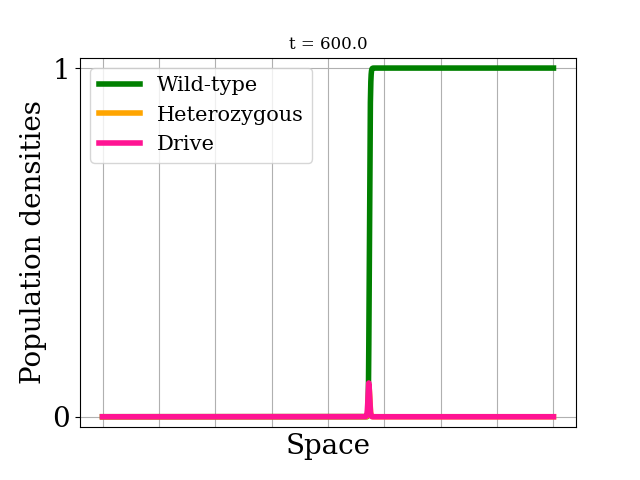 t = 600.0
1
Wild-type
Heterozygous
Drive
Population densities
0
Space